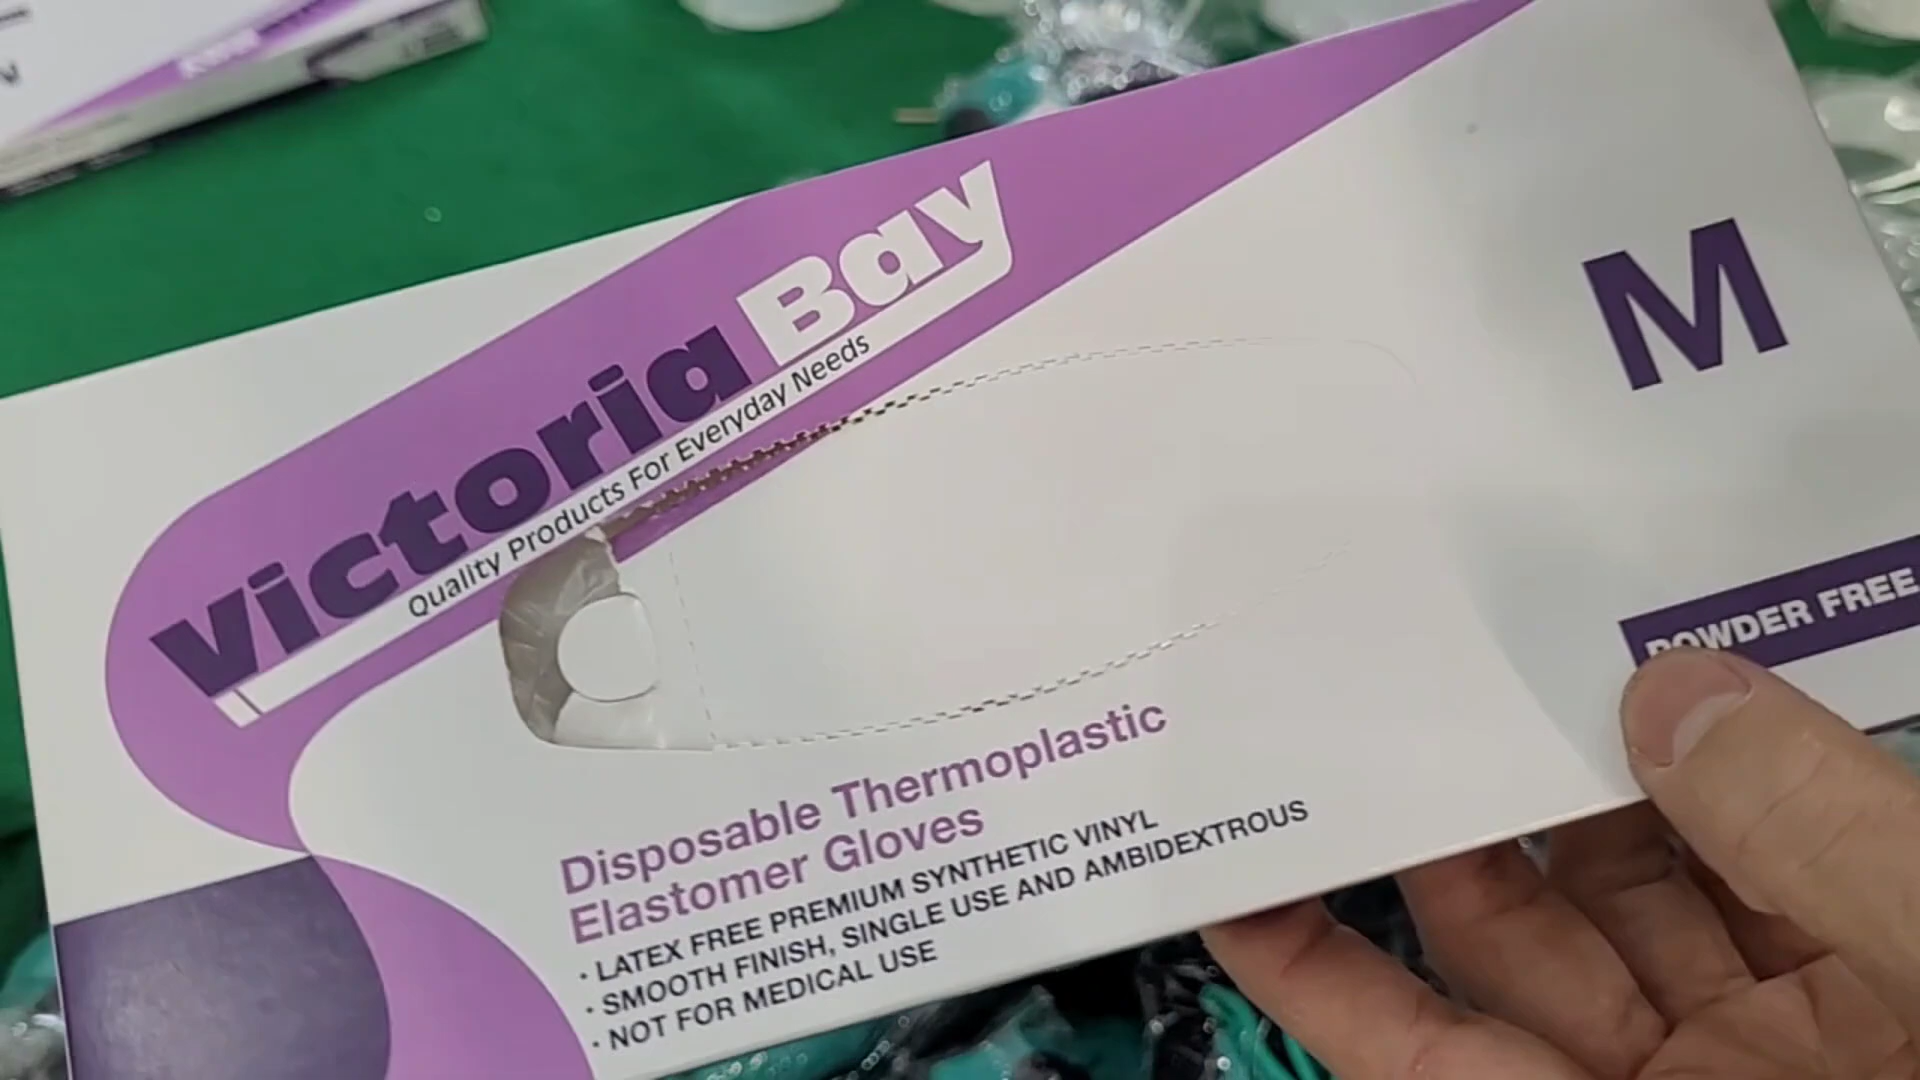 Victoria Bay
Quality Products For Everyday Needs
M
POWDER FREE
Disposable Thermoplastic
Elastomer Gloves
· LATEX FREE PREMIUM SYNTHETIC VINYL
· SMOOTH FINISH, SINGLE USE AND AMBIDEXTROUS
· NOT FOR MEDICAL USE